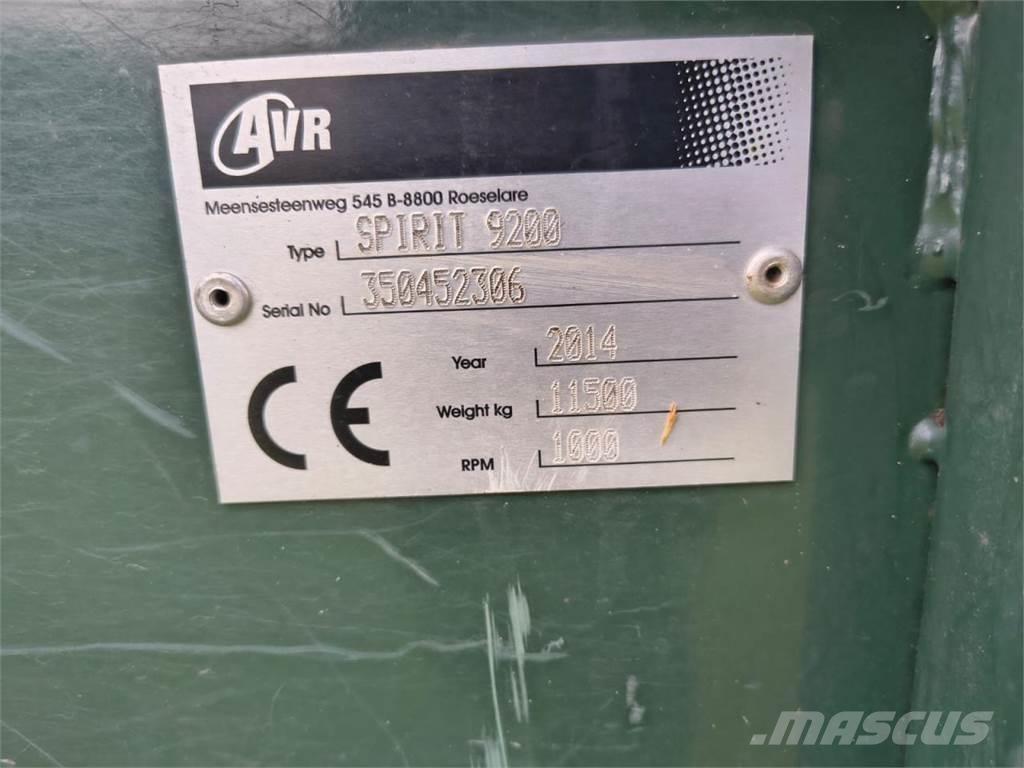 AVR
Meensesteenweg 545 B-8800 Roeselare
Type SPIRIT 9200
Serial No 350452306
Year 2014
Weight kg 11500
RPM 1000
CE
MASCUS